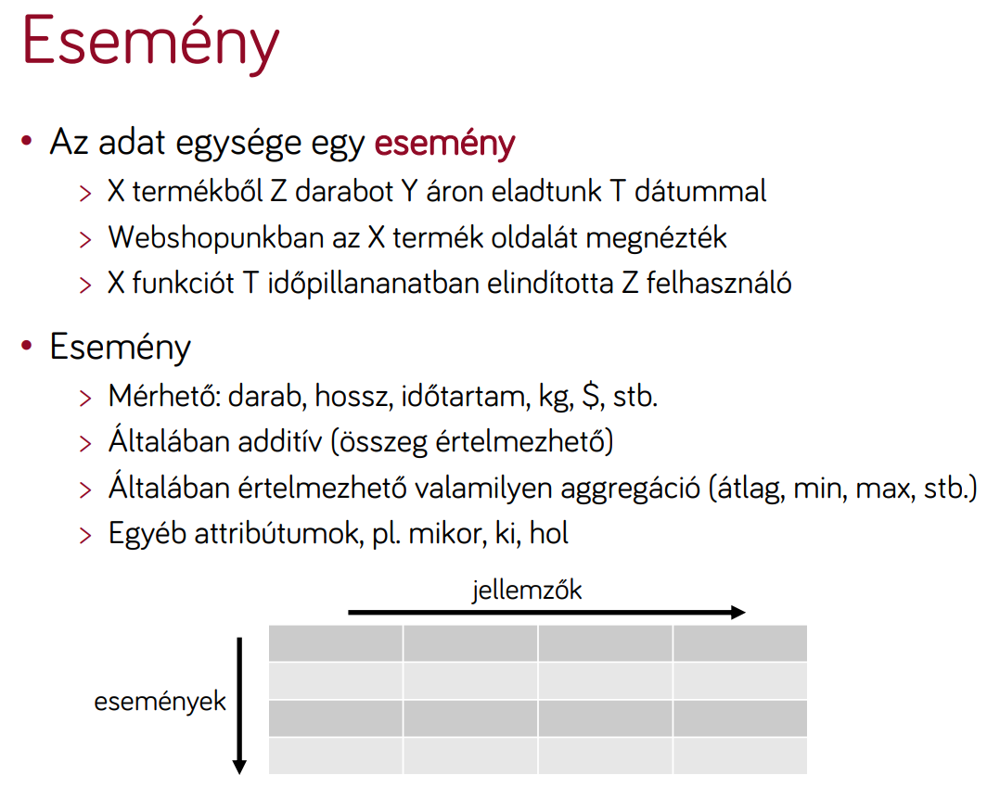 Esemény
• Az adat egysége egy esemény
> X termékből Z darabot Y áron eladtunk T dátummal
> Webshopunkban az X termék oldalát megnézték
> X funkciót T időpillananatban elindította Z felhasználó
• Esemény
> Mérhető: darab, hossz, időtartam, kg, $, stb.
> Általában additív (összeg értelmezhető)
> Általában értelmezhető valamilyen aggregáció (átlag, min, max, stb.)
> Egyéb attribútumok, pl. mikor, ki, hol
jellemzők
események